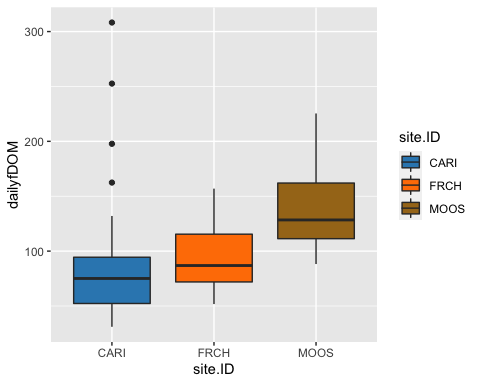 dailyfDOM
300
200
100
CARI FRCH MOOS
site.ID
site.ID
CARI
FRCH
MOOS